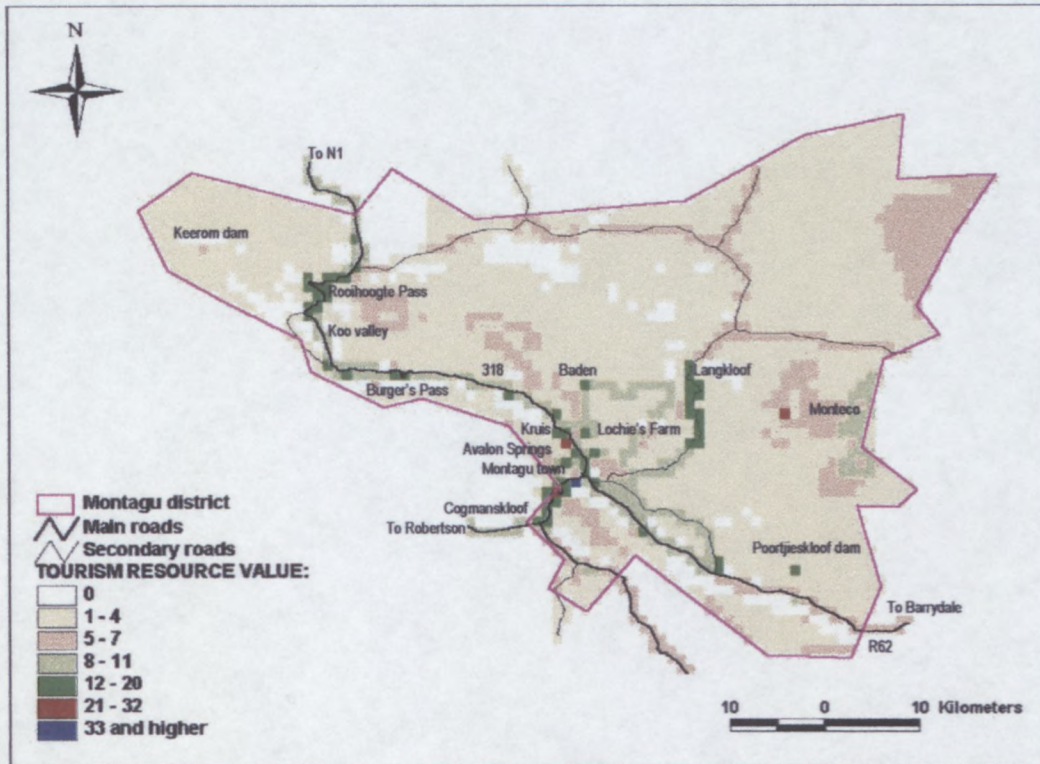 N
To N1
Keerom dam
Rooihoogte Pass
Koo valley
318
Baden
Langkloof
Burger's Pass
Monteco
Kruis
Lochie's Farm
Avalon Springs
Montagu town
Cogmanskloof
To Robertson
Poortjieskloof dam
To Barrydale
R62
Montagu district
Main roads
Secondary roads
TOURISM RESOURCE VALUE:
0
1 - 4
5 - 7
8 - 11
12 - 20
21 - 32
33 and higher
10 0 10 Kilometers